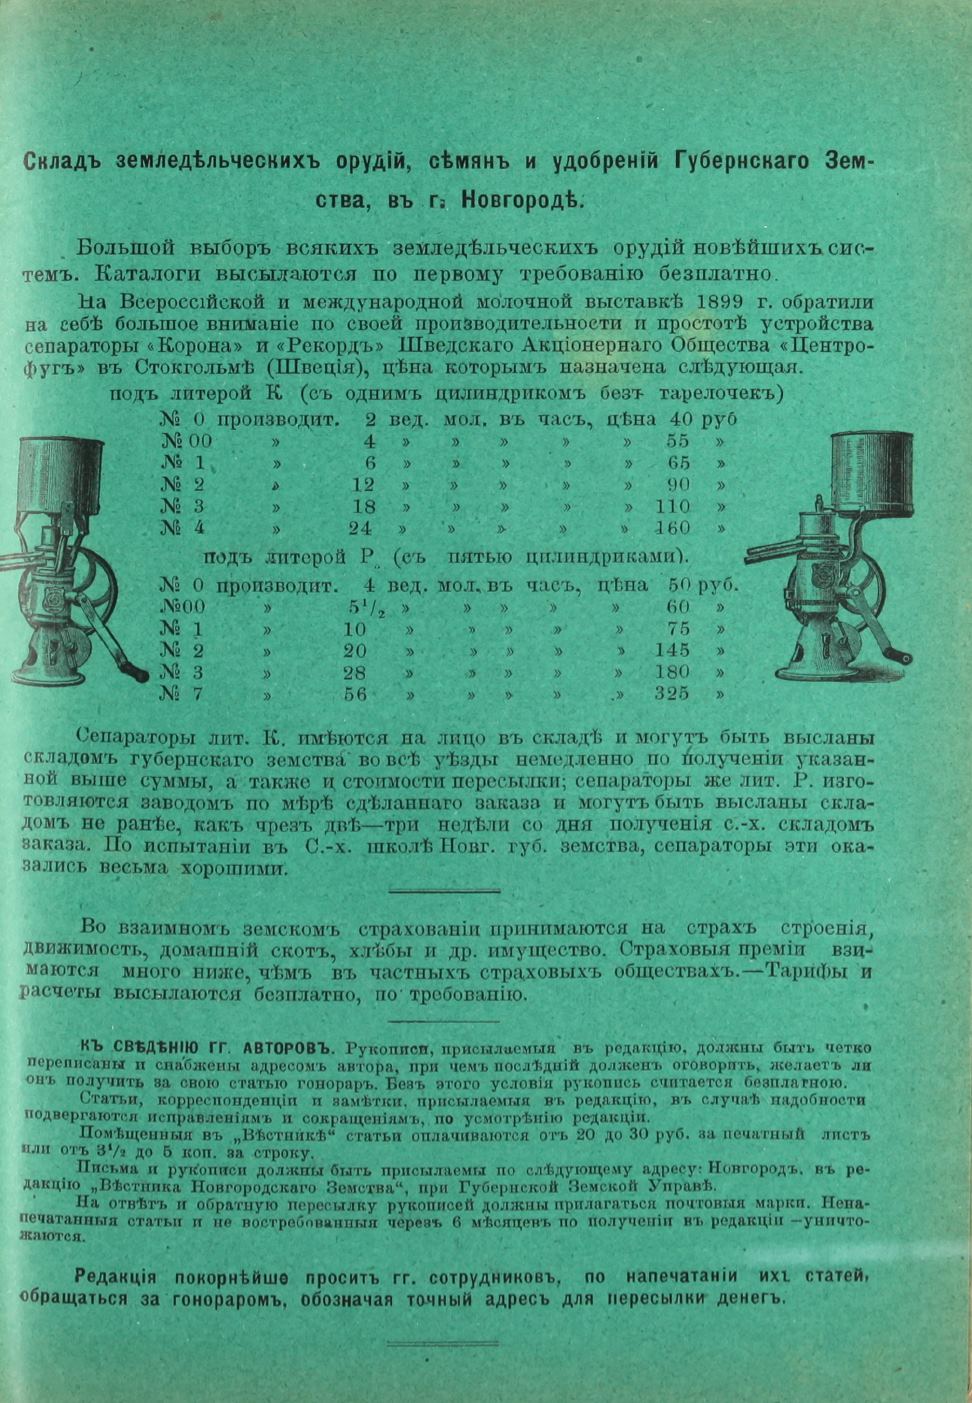 Складъ земледѣльческихъ орудій, сѣмянъ и удобреній Губернскаго Зем-
ства, въ г. Новгородѣ.
Большой выборъ всякихъ земледѣльческихъ орудій новѣйшихъ сис-
темъ. Каталоги высылаются по первому требованію безплатно.
На Всероссійской и международной молочной выставкѣ 1899 г. обратили
на себѣ большое вниманіе по своей производительности и простотѣ устройства
сепараторы «Корона» и «Рекордъ» Шведскаго Акціонернаго Общества «Центро-
фугъ» въ Стокгольмѣ (Швеція), цѣна которымъ назначена слѣдующая.
подъ литерой К (съ однимъ цилиндрикомъ безъ тарелочекъ)
№ 0 производит. 2 вед. мол. въ часъ, цѣна 40 руб
№ 00 » 4 » » » » » 55 »
№ 1 » 6 » » » » » 65 »
№ 2 » 12 » » » » » 90 »
№ 3 » 18 » » » » » 110 »
№ 4 » 24 » » » » » 160 »
подъ литерой Р. (съ пятью цилиндриками).
№ 0 производит. 4 вед. мол. въ часъ, цѣна 50 руб.
№00 » 5¹/₂ » » » » » 60 »
№ 1 » 10 » » » » » 75 »
№ 2 » 20 » » » » » 145 »
№ 3 » 28 » » » » » 180 »
№ 7 » 56 » » » » » 325 »
Сепараторы лит. К. имѣются на лицо въ складѣ и могутъ быть высланы
складомъ губернскаго земства во всѣ уѣзды немедленно по полученіи указан-
ной выше суммы, а также и стоимости пересылки; сепараторы же лит. Р. изго-
товляются заводомъ по мѣрѣ сдѣланнаго заказа и могутъ быть высланы скла-
домъ не ранѣе, какъ чрезъ двѣ—три недѣли со дня полученія с.-х. складомъ
заказа. По испытаніи въ С.-х. школѣ Новг. губ. земства, сепараторы эти ока-
зались весьма хорошими.
Во взаимномъ земскомъ страхованіи принимаются на страхъ строенія,
движимость, домашній скотъ, хлѣбы и др. имущество. Страховыя преміи взи-
маются много ниже, чѣмъ въ частныхъ страховыхъ обществахъ.—Тарифы и
расчеты высылаются безплатно, по требованію.
КЪ СВѢДѢНІЮ ГГ. АВТОРОВЪ. Рукописи, присылаемыя въ редакцію, должны быть четко
переписаны и снабжены адресомъ автора, при чемъ послѣдній долженъ оговорить, желаетъ ли
онъ получить за свою статью гонораръ. Безъ этого условія рукопись считается безплатною.
Статьи, корреспонденціи и замѣтки, присылаемыя въ редакцію, въ случаѣ надобности
подвергаются исправленіямъ и сокращеніямъ, по усмотрѣнію редакціи.
Помѣщенныя въ „Вѣстникѣ“ статьи оплачиваются отъ 20 до 30 руб. за печатный листъ
или отъ 3¹/₂ до 5 коп. за строку.
Письма и рукописи должны быть присылаемы по слѣдующему адресу: Новгородъ, въ ре-
дакцію „Вѣстника Новгородскаго Земства“, при Губернской Земской Управѣ.
На отвѣтъ и обратную пересылку рукописей должны прилагаться почтовыя марки. Нена-
печатанныя статьи и не востребованныя черезъ 6 мѣсяцевъ по полученіи въ редакціи —уничто-
жаются.
Редакція покорнѣйше проситъ гг. сотрудниковъ, по напечатаніи ихъ статей,
обращаться за гонораромъ, обозначая точный адресъ для пересылки денегъ.